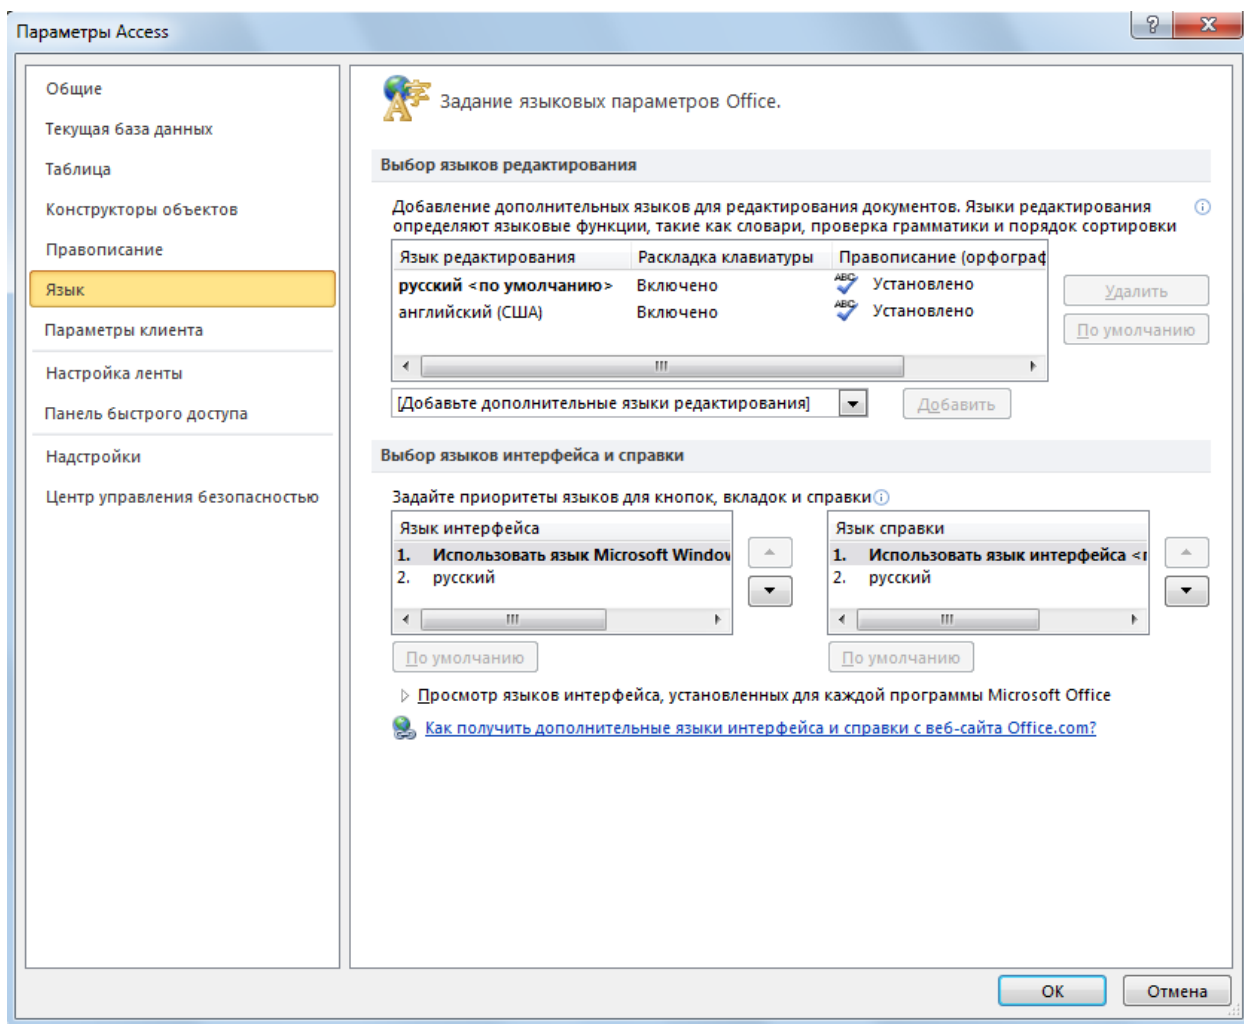 Параметры Access
Общие
Текущая база данных
Таблица
Конструкторы объектов
Правописание
Язык
Параметры клиента
Настройка ленты
Панель быстрого доступа
Надстройки
Центр управления безопасностью
Задание языковых параметров Office.
Выбор языков редактирования
Добавление дополнительных языков для редактирования документов. Языки редактирования
определяют языковые функции, такие как словари, проверка грамматики и порядок сортировки
Язык редактирования Раскладка клавиатуры Правописание (орфограф
русский <по умолчанию> Включено Установлено
английский (США) Включено Установлено
Удалить
По умолчанию
[Добавьте дополнительные языки редактирования] Добавить
Выбор языков интерфейса и справки
Задайте приоритеты языков для кнопок, вкладок и справки
Язык интерфейса
1. Использовать язык Microsoft Window
2. русский
По умолчанию
Язык справки
1. Использовать язык интерфейса <п
2. русский
По умолчанию
Просмотр языков интерфейса, установленных для каждой программы Microsoft Office
Как получить дополнительные языки интерфейса и справки с веб-сайта Office.com?
ОК Отмена